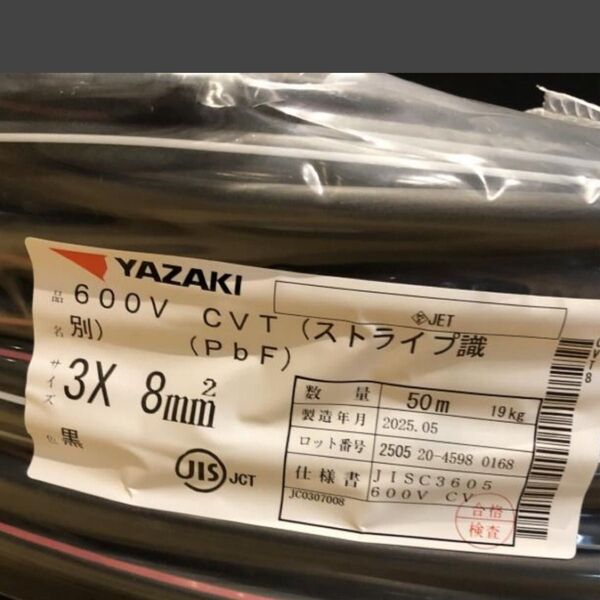 YAZAKI
<PS>E JET
品名 600V CVT (ストライプ識別)
(PbF)
サイズ 3X 8mm²
色 黒
JIS JCT
数量 50m 19kg
製造年月 2025.05
ロット番号 2505 20-4598 0168
仕様書 JISC3605
600V CV
JC0307008
合格
検査